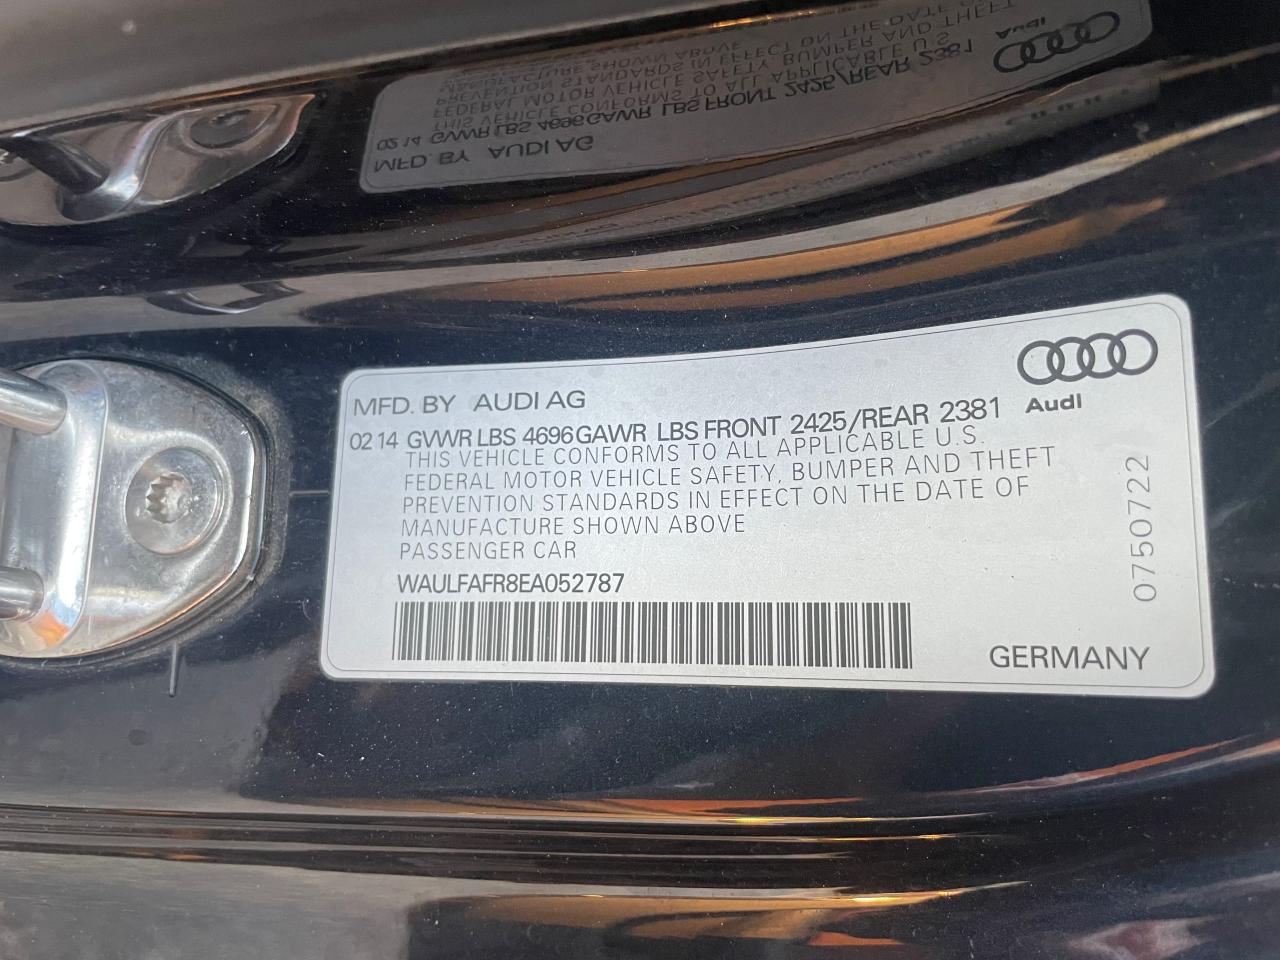 MFD. BY AUDI AG
Audi
02 14 GVWR LBS 4696 GAWR LBS FRONT 2425/REAR 2381
THIS VEHICLE CONFORMS TO ALL APPLICABLE U.S.
FEDERAL MOTOR VEHICLE SAFETY, BUMPER AND THEFT
PREVENTION STANDARDS IN EFFECT ON THE DATE OF
MANUFACTURE SHOWN ABOVE
PASSENGER CAR
WAULFAFR8EA052787
GERMANY
0750722